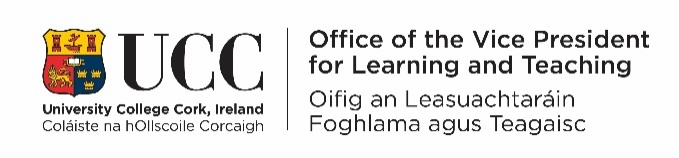 UCC
University College Cork, Ireland
Coláiste na hOllscoile Corcaigh
Office of the Vice President
for Learning and Teaching
Oifig an Leasuachtaráin
Foghlama agus Teagaisc